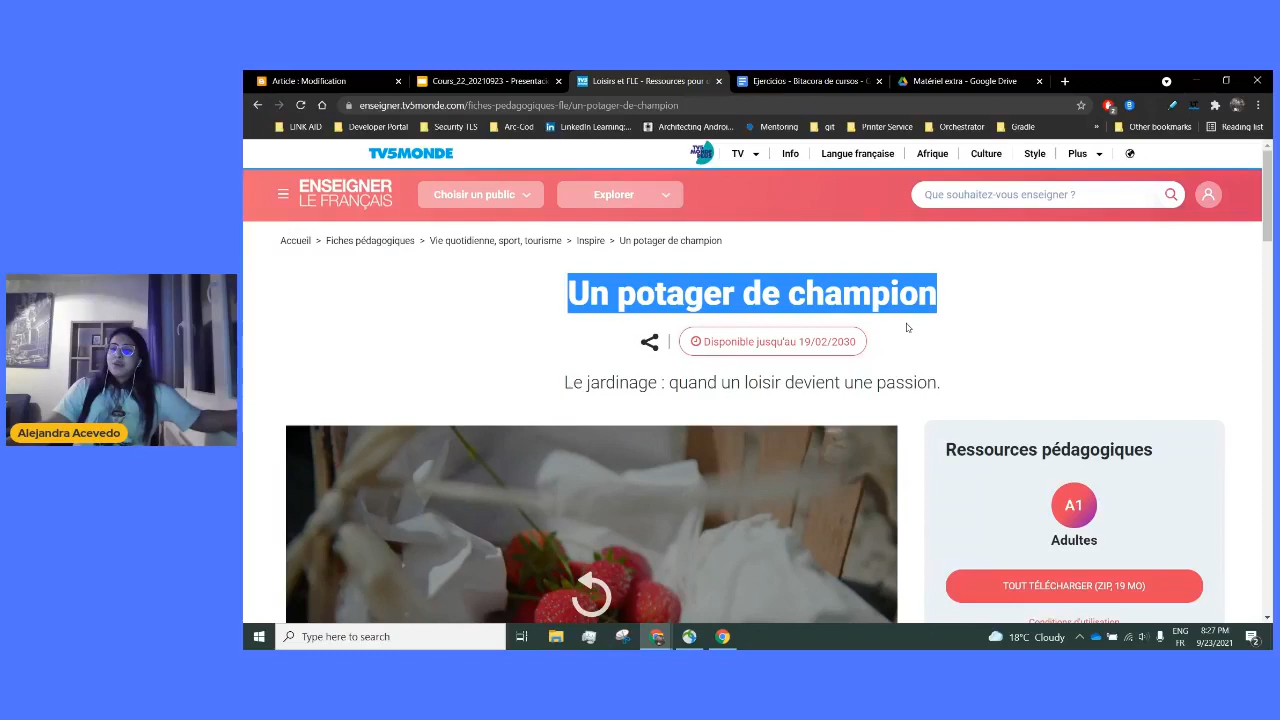 Article : Modification
Cours_22_20210923 - Presentac
Loisirs et FLE - Ressources pour
Ejercicios - Bitacora de cursos -
Matériel extra - Google Drive
enseigner.tv5monde.com/fiches-pedagogiques-fle/un-potager-de-champion
LINK AID
Developer Portal
Security TLS
Arc-Cod
LinkedIn Learning:...
Architecting Androi...
Mentoring
git
Printer Service
Orchestrator
Gradle
»
Other bookmarks
Reading list
TV5MONDE
TV
Info
Langue française
Afrique
Culture
Style
Plus
ENSEIGNER
LE FRANÇAIS
Choisir un public
Explorer
Que souhaitez-vous enseigner ?
Accueil > Fiches pédagogiques > Vie quotidienne, sport, tourisme > Inspire > Un potager de champion
Un potager de champion
Disponible jusqu'au 19/02/2030
Le jardinage : quand un loisir devient une passion.
Ressources pédagogiques
A1
Adultes
TOUT TÉLÉCHARGER (ZIP, 19 MO)
Conditions d'utilisation
Alejandra Acevedo
Type here to search
18°C Cloudy
ENG
FR
8:27 PM
9/23/2021
2